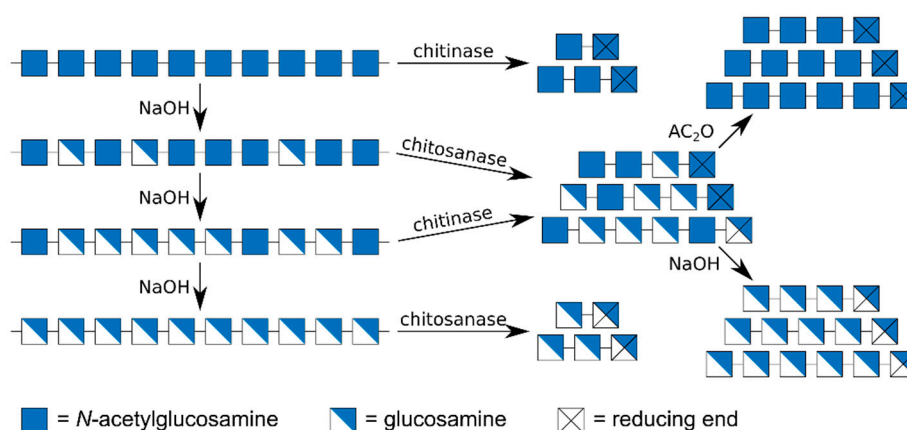 chitinase
NaOH
AC2O
chitosanase
NaOH
chitinase
NaOH
NaOH
chitosanase
= N-acetylglucosamine = glucosamine = reducing end